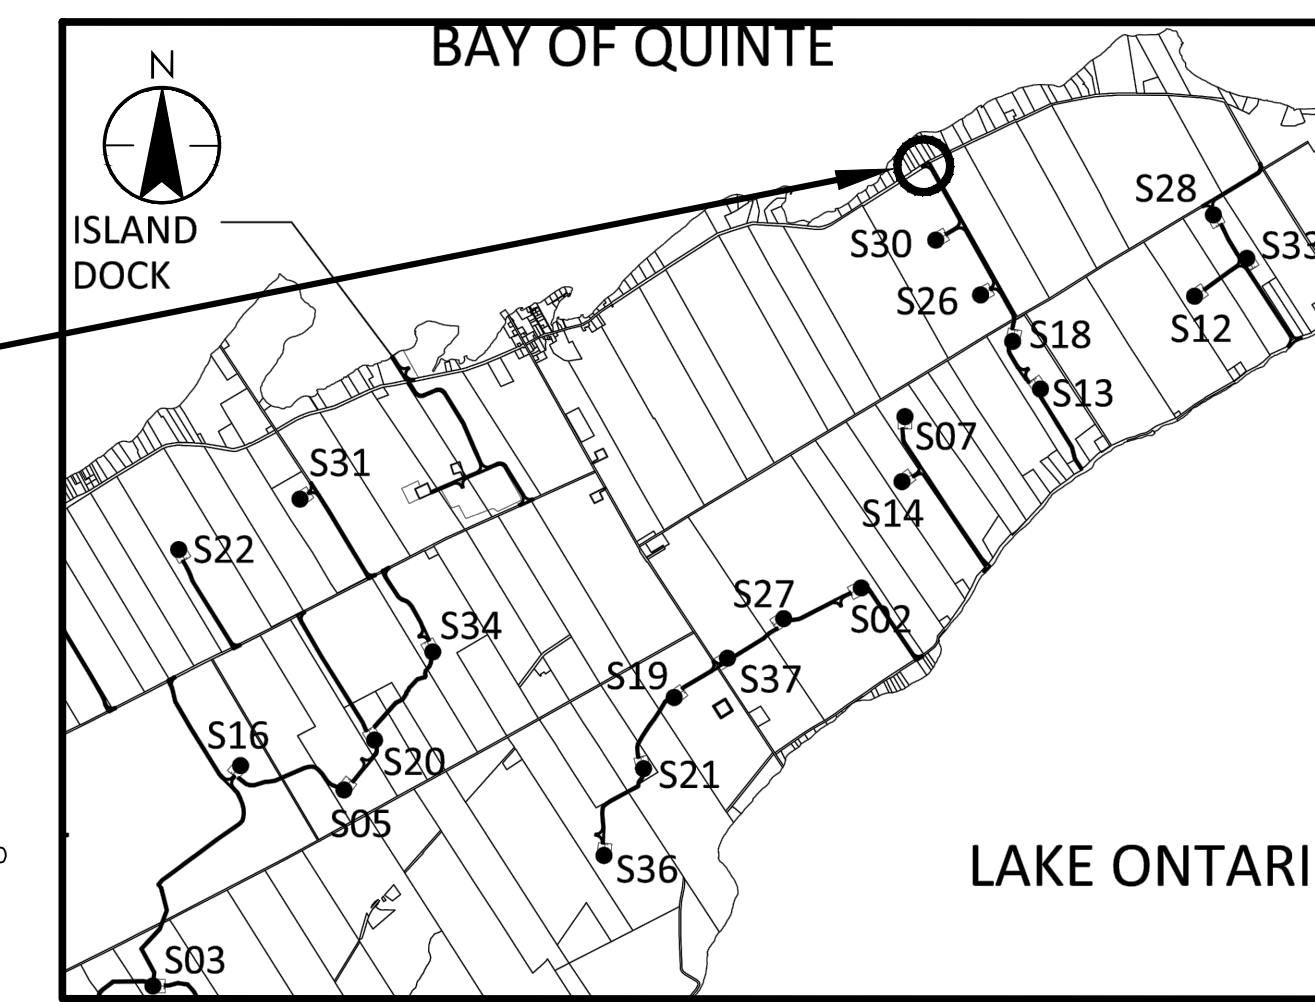 BAY OF QUINTE
N
ISLAND
DOCK
S28
S30
S33
S26
S12
S18
S13
S07
S31
S14
S22
S27
S02
S34
S19
S37
S16
S20
S21
S05
S36
LAKE ONTARI
S03